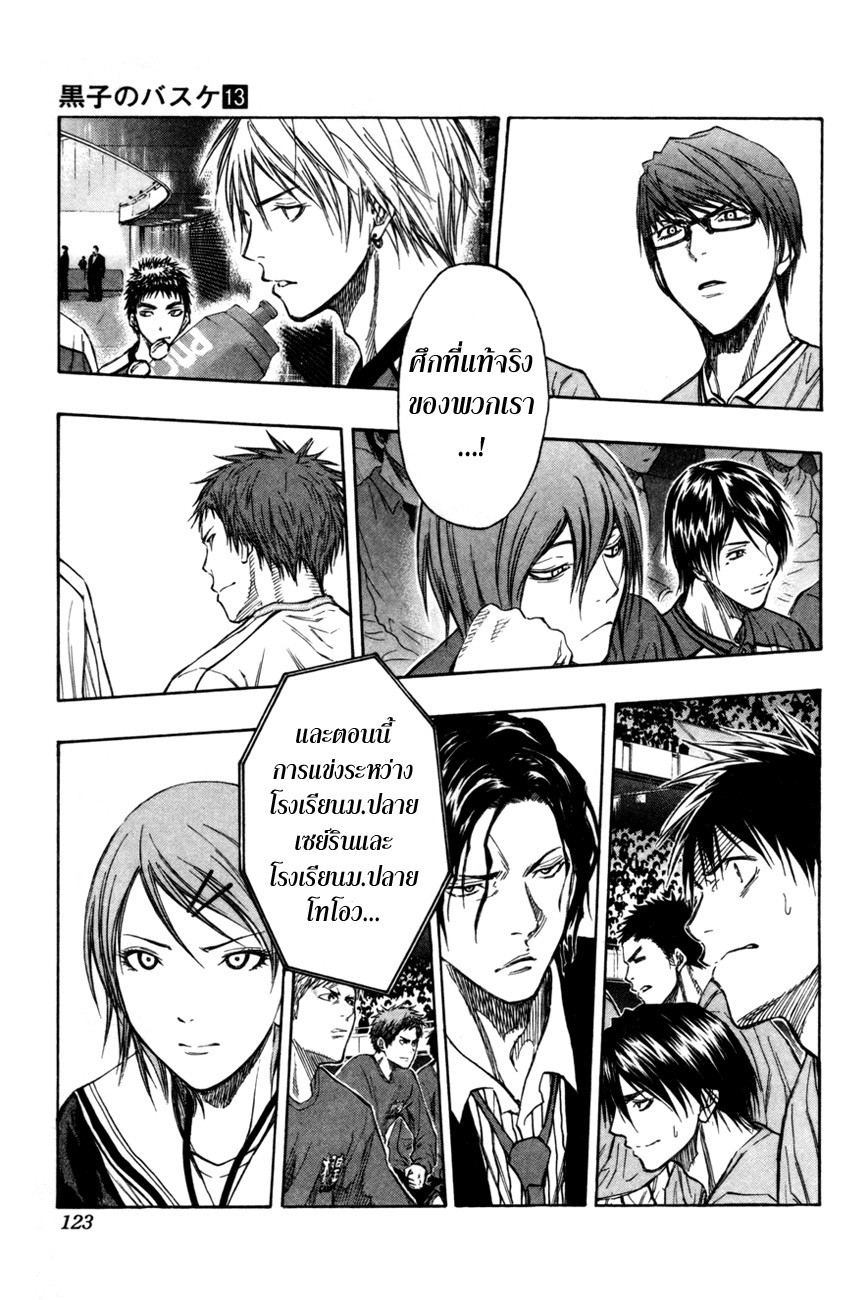 黒子のバスケ13
ศึกที่แท้จริง
ของพวกเรา
...!
และตอนนี้
การแข่งระหว่าง
โรงเรียนม.ปลาย
เซย์รินและ
โรงเรียนม.ปลาย
โทโอว...
123